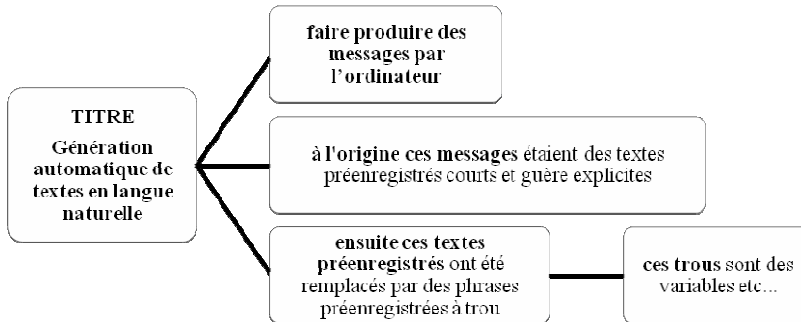 TITRE
Génération
automatique de
textes en langue
naturelle
faire produire des
messages par
l'ordinateur
à l'origine ces messages étaient des textes
préenregistrés courts et guère explicites
ensuite ces textes
préenregistrés ont été
remplacés par des phrases
préenregistrées à trou
ces trous sont des
variables etc...